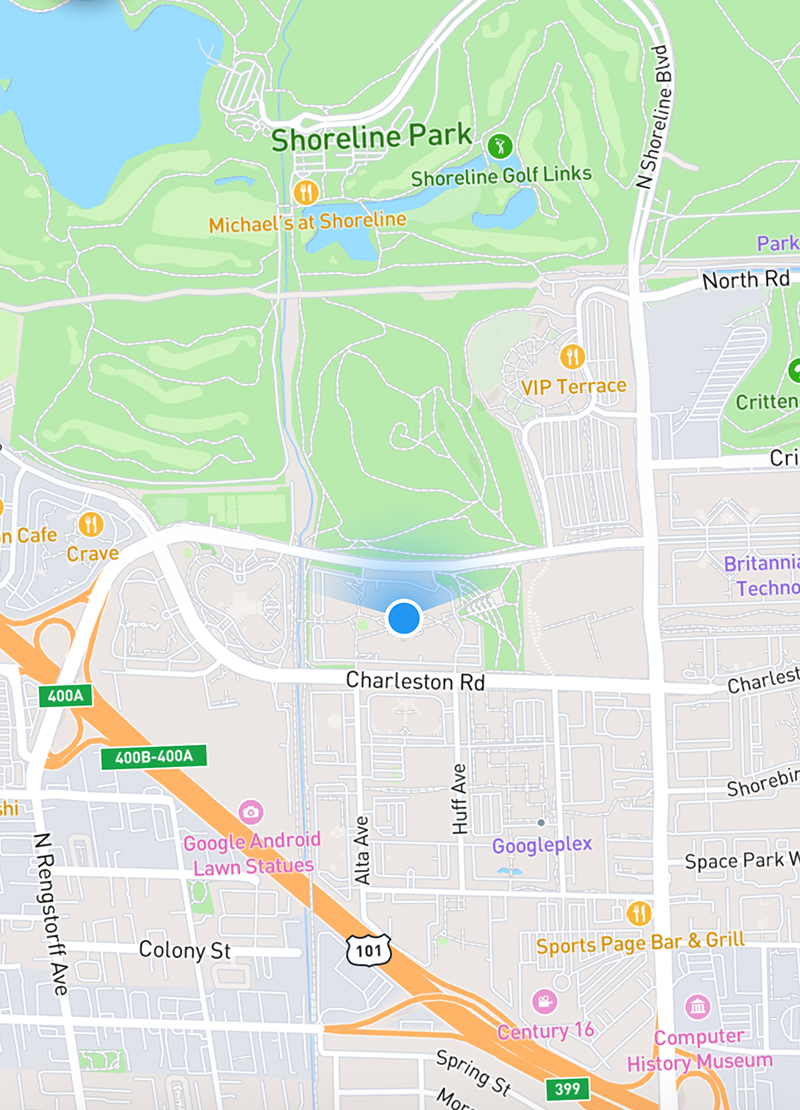 N Shoreline Blvd
Shoreline Park
Shoreline Golf Links
Michael's at Shoreline
Park
North Rd
VIP Terrace
Critten
Cri
on Cafe
Crave
Britannia
Techno
Charleston Rd
Charlest
400A
400B-400A
Shorebir
shi
Huff Ave
Google Android
Lawn Statues
Alta Ave
Googleplex
Space Park W
N Rengstorff Ave
Sports Page Bar & Grill
Colony St
101
Century 16
Computer
History Museum
Spring St
399
More